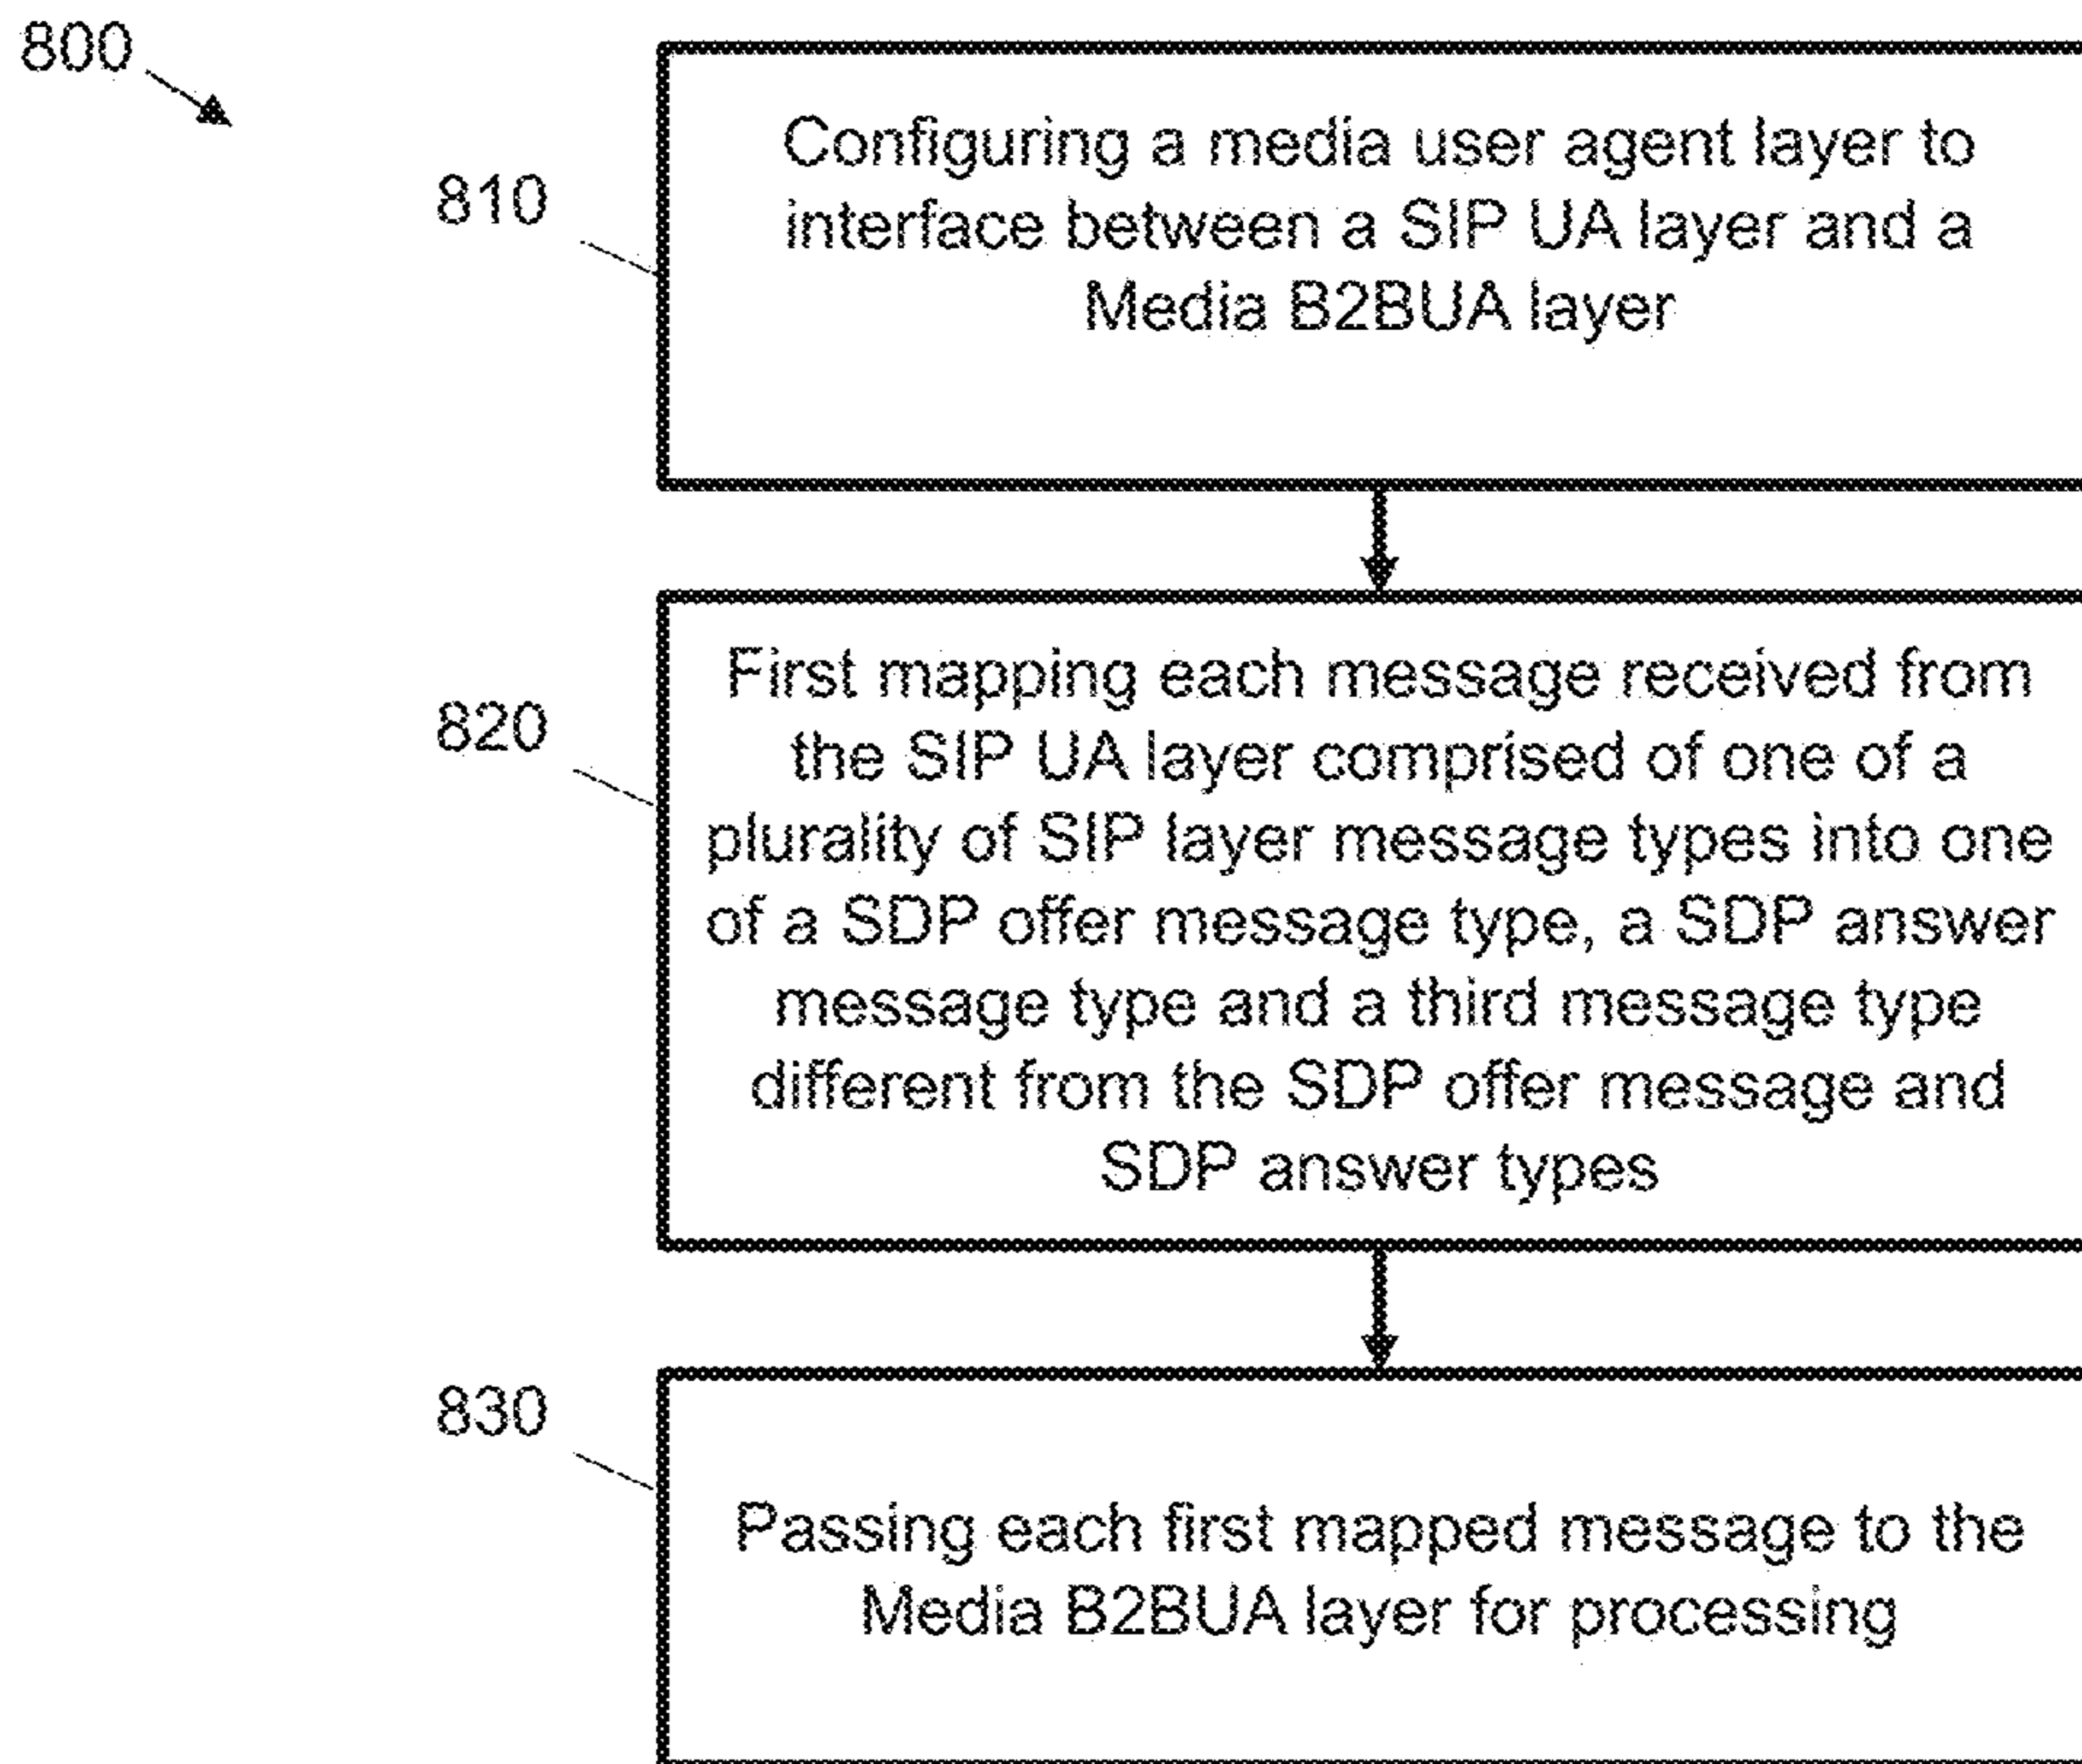 800
810
Configuring a media user agent layer to
interface between a SIP UA layer and a
Media B2BUA layer
820
First mapping each message received from
the SIP UA layer comprised of one of a
plurality of SIP layer message types into one
of a SDP offer message type, a SDP answer
message type and a third message type
different from the SDP offer message and
SDP answer types
830
Passing each first mapped message to the
Media B2BUA layer for processing